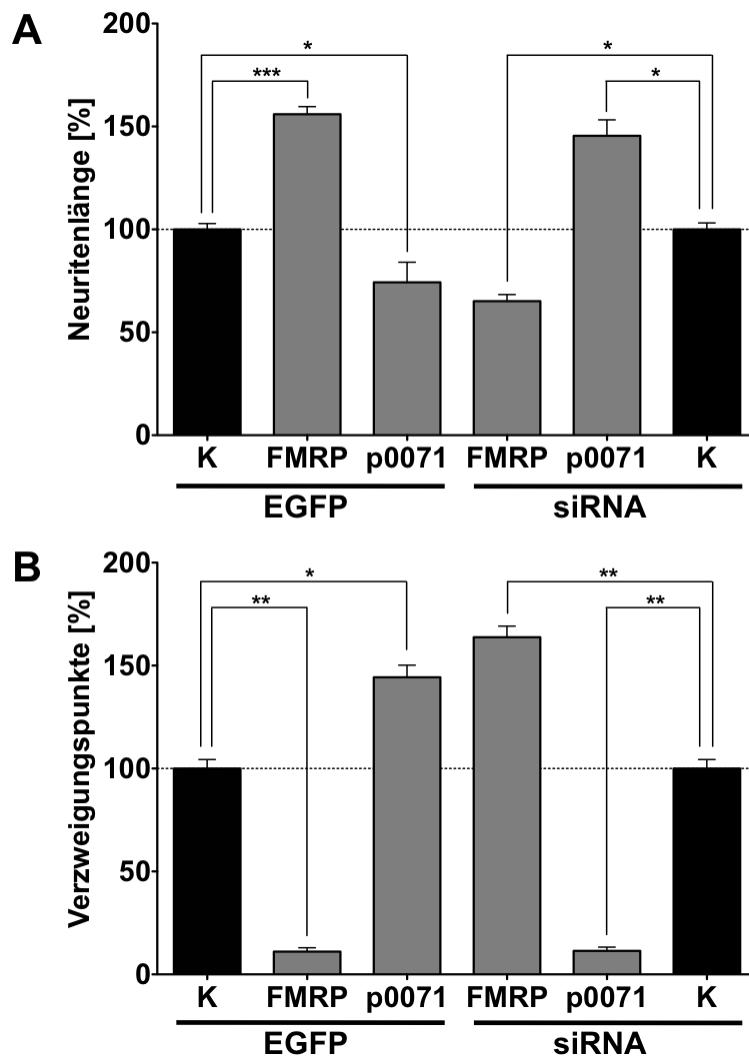 A
Neuritenlänge [%]
200
150
100
50
0
*
***
*
*
K FMRP p0071 FMRP p0071 K
EGFP siRNA
B
Verzweigungspunkte [%]
200
150
100
50
0
*
**
**
**
K FMRP p0071 FMRP p0071 K
EGFP siRNA